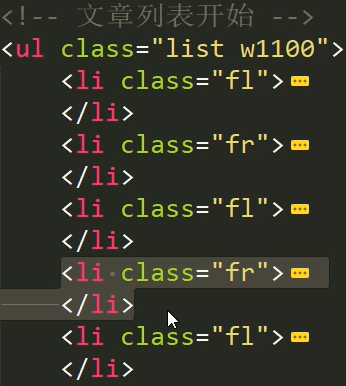 <!-- 文章列表开始 -->
<ul class="list w1100">
<li class="fl">
</li>
<li class="fr">
</li>
<li class="fl">
</li>
<li class="fr">
</li>
<li class="fl">
</li>